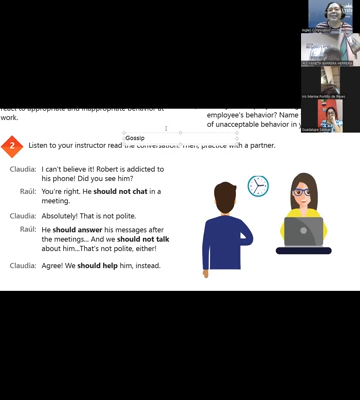 react to appropriate and inappropriate behavior at
work.
employee's behavior? Name
of unacceptable behavior in
Gossip
2 Listen to your instructor read the conversation. Then, practice with a partner.
Claudia: I can't believe it! Robert is addicted to
his phone! Did you see him?
Raúl: You're right. He should not chat in a
meeting.
Claudia: Absolutely! That is not polite.
Raúl: He should answer his messages after
the meetings... And we should not talk
about him...That's not polite, either!
Claudia: Agree! We should help him, instead.